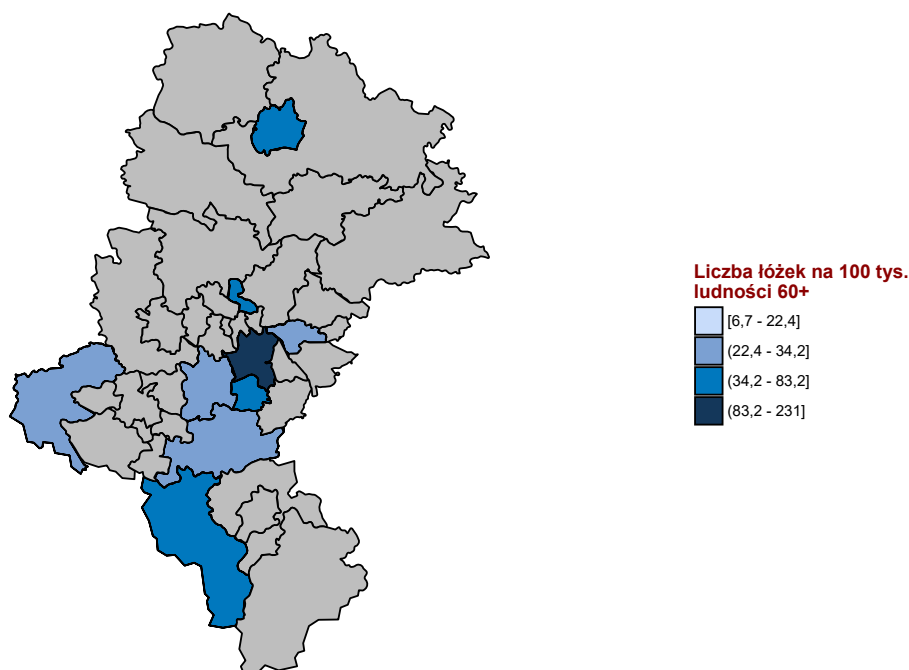 Liczba łóżek na 100 tys.
ludności 60+
[6,7 - 22,4]
(22,4 - 34,2]
(34,2 - 83,2]
(83,2 - 231]